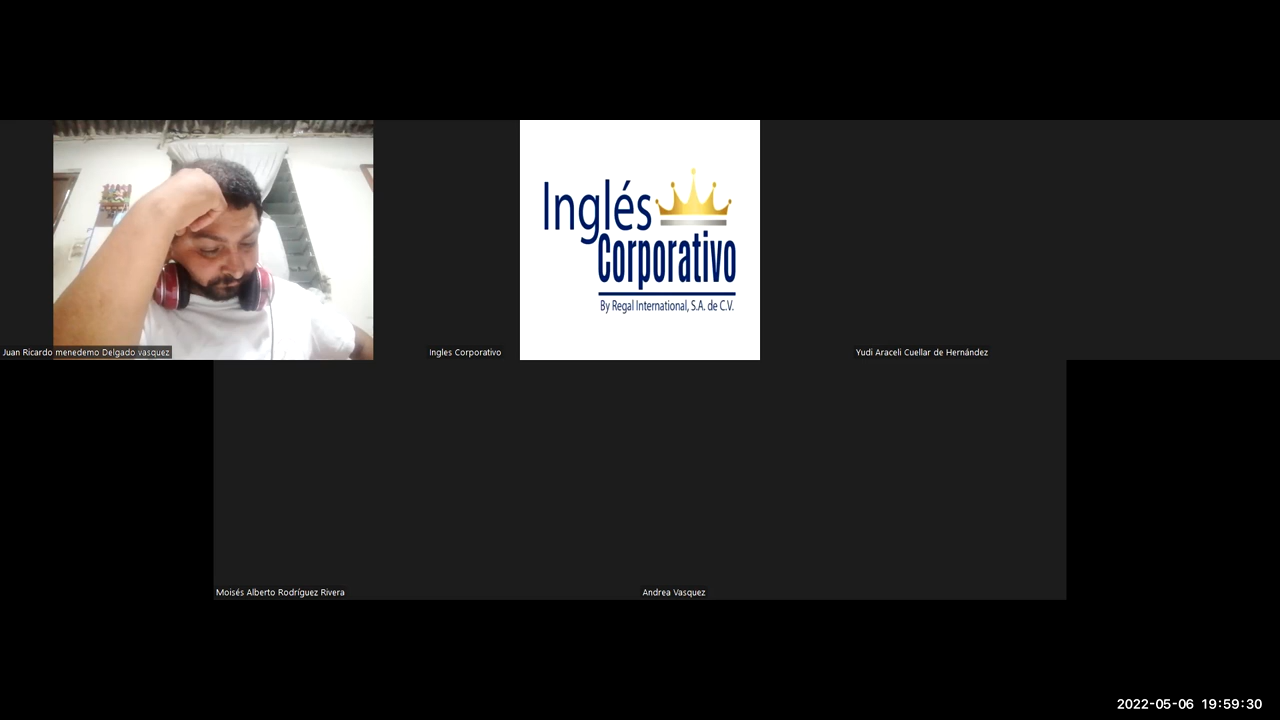 Inglés
Corporativo
By Regal International, S.A. de C.V.
Juan Ricardo menedemo Delgado vasquez
Ingles Corporativo
Yudi Araceli Cuellar de Hernández
Moisés Alberto Rodríguez Rivera
Andrea Vasquez
2022-05-06 19:59:30